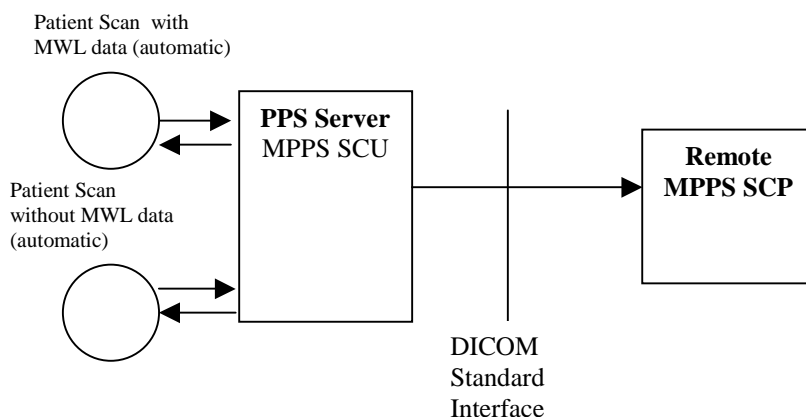 Patient Scan with
MWL data (automatic)
PPS Server
MPPS SCU
Remote
MPPS SCP
Patient Scan
without MWL data
(automatic)
DICOM
Standard
Interface